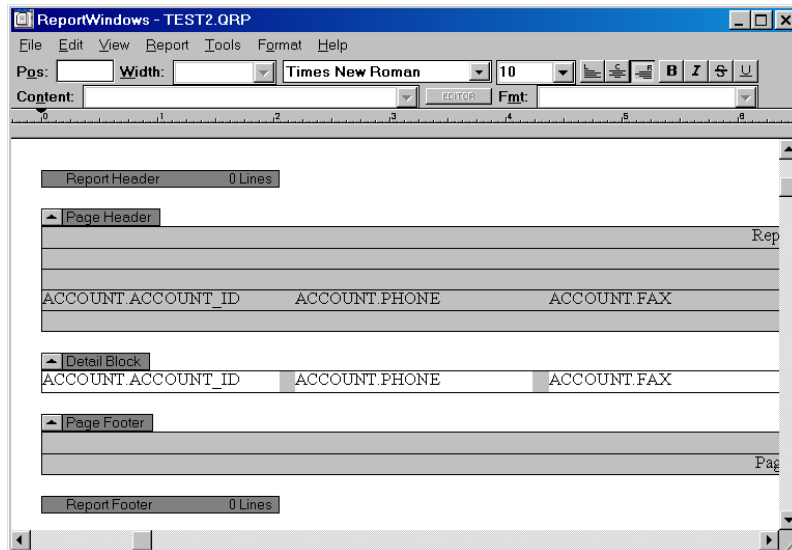 ReportWindows - TEST2.QRP
File Edit View Report Tools Format Help
Pos: Width: Times New Roman 10 L C R B I S U
Content: EDITOR Fmt:
0 1 2 3 4 5 6
Report Header 0 Lines
Page Header
Rep
ACCOUNT.ACCOUNT_ID ACCOUNT.PHONE ACCOUNT.FAX
Detail Block
ACCOUNT.ACCOUNT_ID ACCOUNT.PHONE ACCOUNT.FAX
Page Footer
Pag
Report Footer 0 Lines